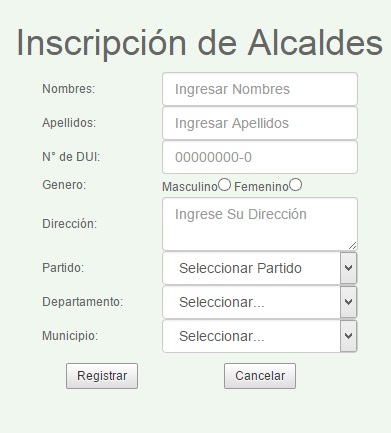 Inscripción de Alcaldes
Nombres: Ingresar Nombres
Apellidos: Ingresar Apellidos
N° de DUI: 00000000-0
Genero: Masculino Femenino
Dirección: Ingrese Su Dirección
Partido: Seleccionar Partido
Departamento: Seleccionar...
Municipio: Seleccionar...
Registrar Cancelar